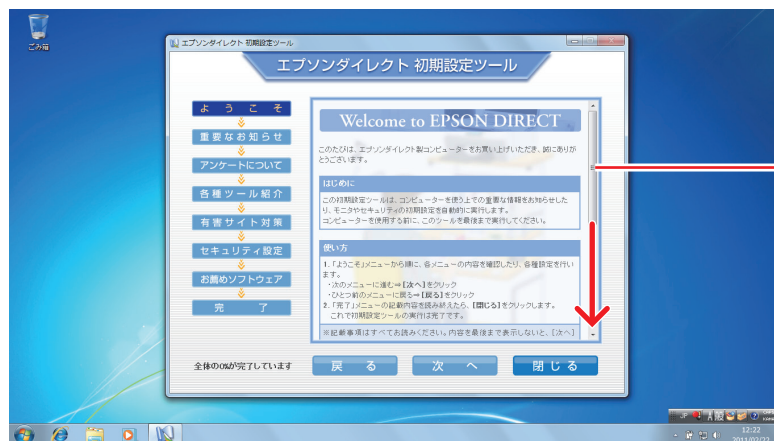 ごみ箱
エプソンダイレクト 初期設定ツール
エプソンダイレクト 初期設定ツール
ようこそ
重要なお知らせ
アンケートについて
各種ツール紹介
有害サイト対策
セキュリティ設定
お薦めソフトウェア
完 了
Welcome to EPSON DIRECT
このたびは、エプソンダイレクト製コンピューターをお買い上げいただき、誠にありが
とうございます。
はじめに
この初期設定ツールは、コンピューターを使う上での重要な情報をお知らせした
り、モニタやセキュリティの初期設定を自動的に実行します。
コンピューターを使用する前に、このツールを最後まで実行してください。
使い方
1. 「ようこそ」メニューから順に、各メニューの内容を確認したり、各種設定を行い
ます。
・次のメニューに進む⇒[次へ]をクリック
・ひとつ前のメニューに戻る⇒[戻る]をクリック
2. 「完了」メニューの記載内容を読み終えたら、[閉じる]をクリックします。
これで初期設定ツールの実行は完了です。
※記載事項はすべてお読みください。内容を最後まで表示しないと、[次へ]
全体の0%が完了しています
戻 る
次 へ
閉じる
JP
A 般
12:22